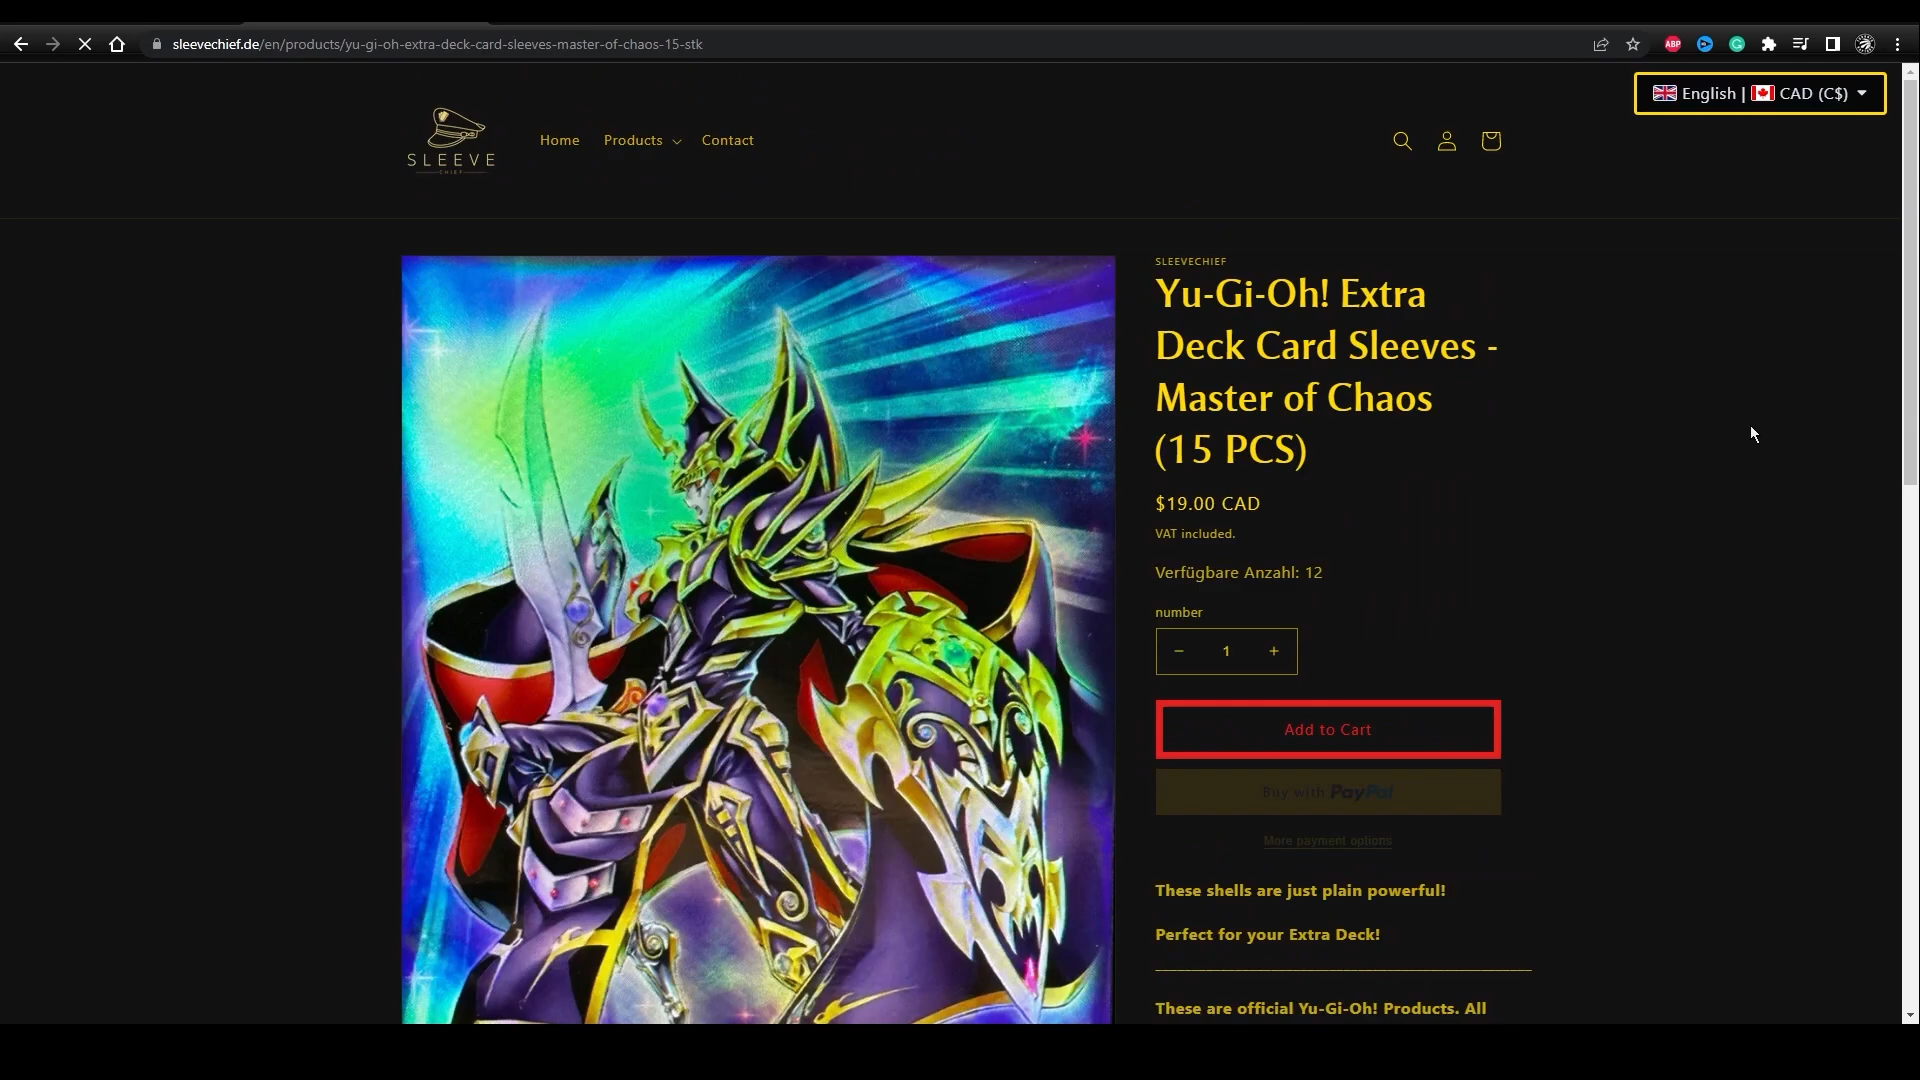 sleevechief.de/en/products/yu-gi-oh-extra-deck-card-sleeves-master-of-chaos-15-stk
ABP
English | CAD (C$)
SLEEVE
CHIEF
Home
Products
Contact
SLEEVECHIEF
Yu-Gi-Oh! Extra
Deck Card Sleeves -
Master of Chaos
(15 PCS)
$19.00 CAD
VAT included.
Verfügbare Anzahl: 12
number
− 1 +
Add to Cart
Buy with PayPal
More payment options
These shells are just plain powerful!
Perfect for your Extra Deck!
These are official Yu-Gi-Oh! Products. All